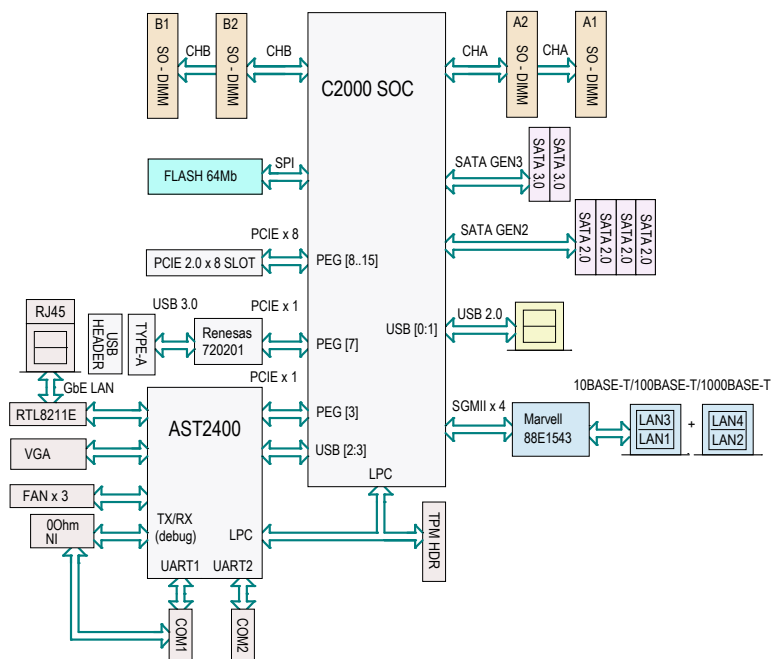 B1
SO - DIMM
CHB
B2
SO - DIMM
CHB
C2000 SOC
CHA
A2
SO - DIMM
CHA
A1
SO - DIMM
FLASH 64Mb
SPI
SATA GEN3
SATA 3.0
SATA 3.0
SATA GEN2
SATA 2.0
SATA 2.0
SATA 2.0
SATA 2.0
PCIE x 8
PCIE 2.0 x 8 SLOT
PEG [8..15]
USB 3.0
PCIE x 1
USB HEADER
TYPE-A
Renesas
720201
PEG [7]
USB [0:1]
USB 2.0
RJ45
GbE LAN
PCIE x 1
RTL8211E
AST2400
PEG [3]
VGA
USB [2:3]
SGMII x 4
Marvell
88E1543
10BASE-T/100BASE-T/1000BASE-T
LAN3
LAN1
+
LAN4
LAN2
LPC
FAN x 3
0Ohm
NI
TX/RX
(debug)
LPC
TPM HDR
UART1
UART2
COM1
COM2